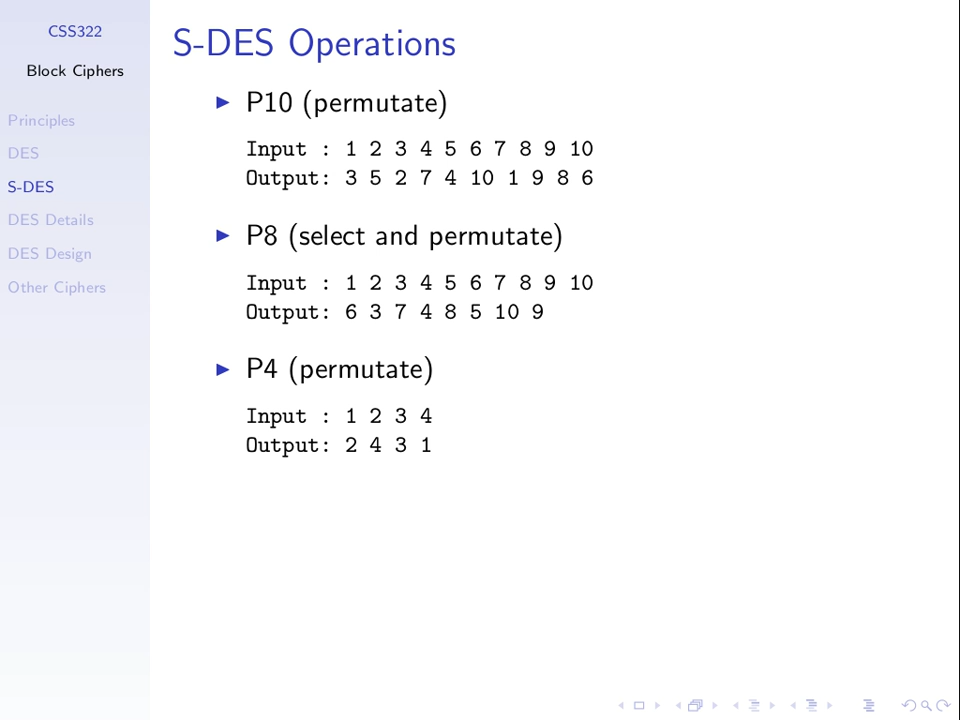 CSS322
Block Ciphers
Principles
DES
S-DES
DES Details
DES Design
Other Ciphers
S-DES Operations
P10 (permutate)
Input : 1 2 3 4 5 6 7 8 9 10
Output: 3 5 2 7 4 10 1 9 8 6
P8 (select and permutate)
Input : 1 2 3 4 5 6 7 8 9 10
Output: 6 3 7 4 8 5 10 9
P4 (permutate)
Input : 1 2 3 4
Output: 2 4 3 1